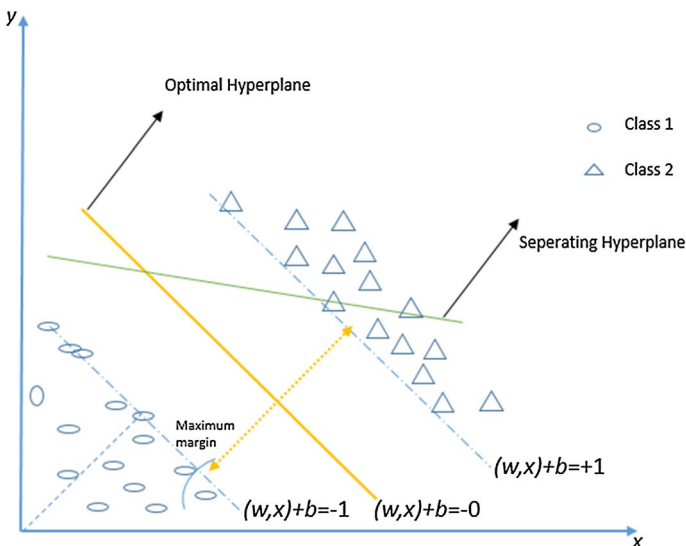 y
Optimal Hyperplane
Class 1
Class 2
Seperating Hyperplane
Maximum
margin
(w,x)+b=+1
(w,x)+b=-1
(w,x)+b=-0
x